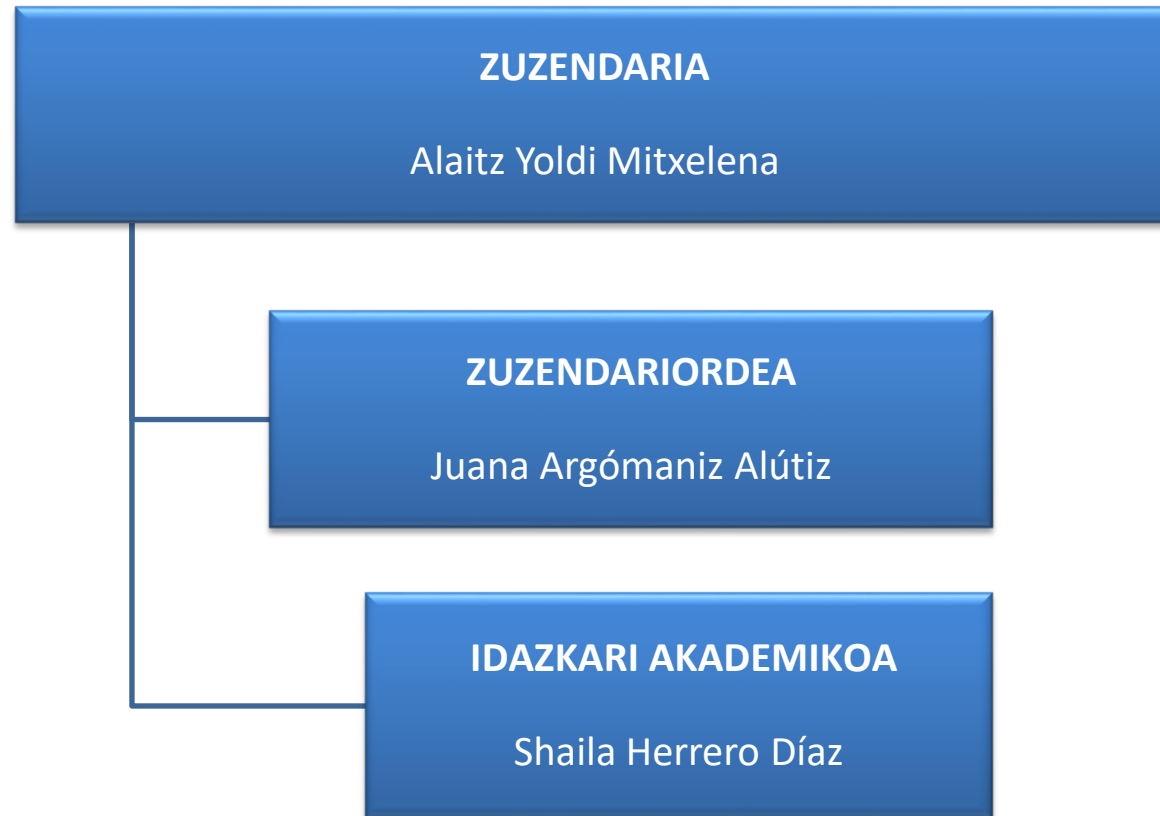 ZUZENDARIA
Alaitz Yoldi Mitxelena
ZUZENDARIORDEA
Juana Argómaniz Alútiz
IDAZKARI AKADEMIKOA
Shaila Herrero Díaz